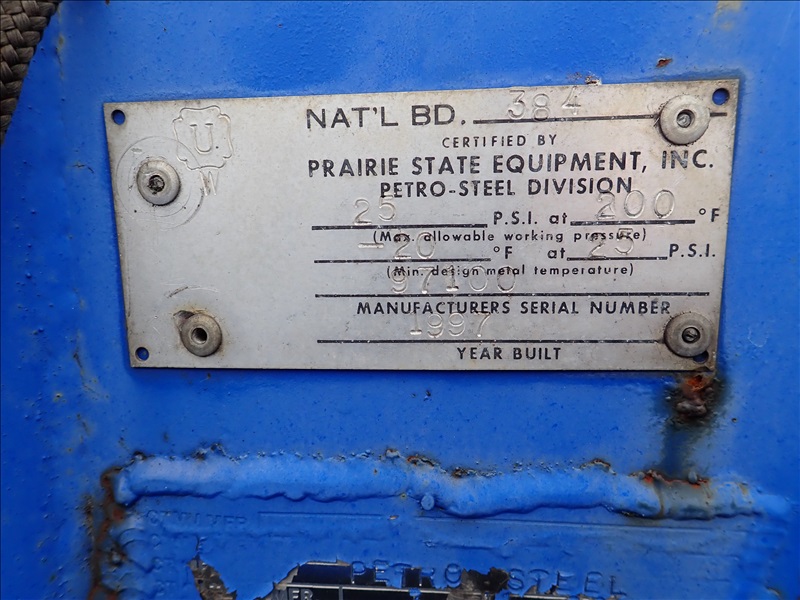 U
W
NAT'L BD. 384
CERTIFIED BY
PRAIRIE STATE EQUIPMENT, INC.
PETRO-STEEL DIVISION
25 P.S.I. at 200 °F
(Max. allowable working pressure)
-20 °F at 25 P.S.I.
(Min. design metal temperature)
97100
MANUFACTURERS SERIAL NUMBER
1997
YEAR BUILT
PETRO STEEL
ER